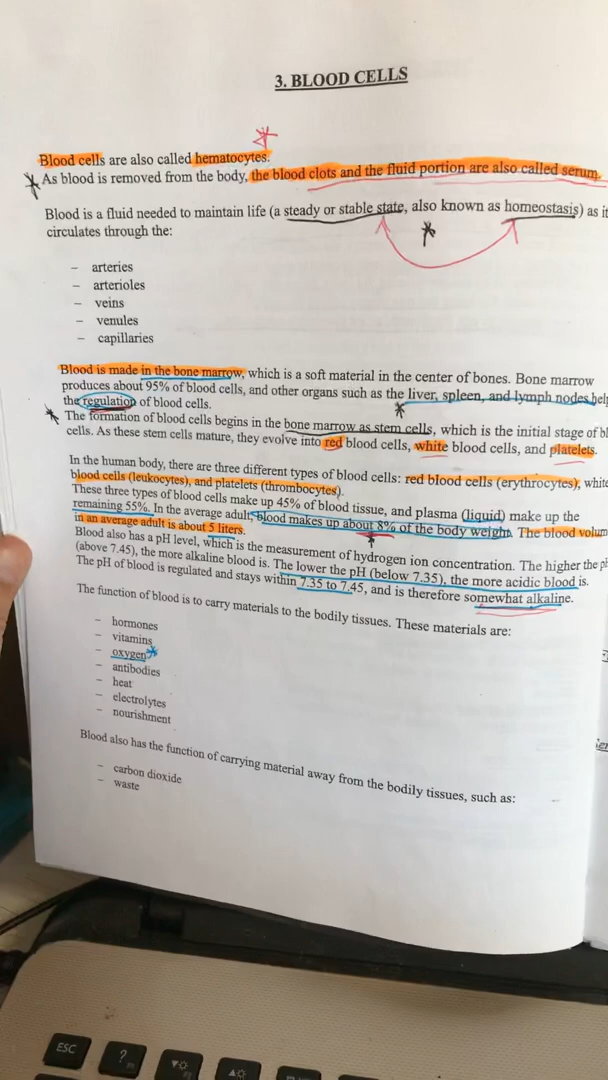 3. BLOOD CELLS
Blood cells are also called hematocytes.
As blood is removed from the body, the blood clots and the fluid portion are also called serum.
Blood is a fluid needed to maintain life (a steady or stable state, also known as homeostasis) as it
circulates through the:
– arteries
– arterioles
– veins
– venules
– capillaries
Blood is made in the bone marrow, which is a soft material in the center of bones. Bone marrow
produces about 95% of blood cells, and other organs such as the liver, spleen, and lymph nodes help
the regulation of blood cells.
The formation of blood cells begins in the bone marrow as stem cells, which is the initial stage of bl
cells. As these stem cells mature, they evolve into red blood cells, white blood cells, and platelets.
In the human body, there are three different types of blood cells: red blood cells (erythrocytes), white
blood cells (leukocytes), and platelets (thrombocytes).
These three types of blood cells make up 45% of blood tissue, and plasma (liquid) make up the
remaining 55%. In the average adult, blood makes up about 8% of the body weight. The blood volum
in an average adult is about 5 liters.
Blood also has a pH level, which is the measurement of hydrogen ion concentration. The higher the pH
(above 7.45), the more alkaline blood is. The lower the pH (below 7.35), the more acidic blood is.
The pH of blood is regulated and stays within 7.35 to 7.45, and is therefore somewhat alkaline.
The function of blood is to carry materials to the bodily tissues. These materials are:
– hormones
– vitamins
– oxygen
– antibodies
– heat
– electrolytes
– nourishment
Blood also has the function of carrying material away from the bodily tissues, such as:
– carbon dioxide
– waste
ESC
?